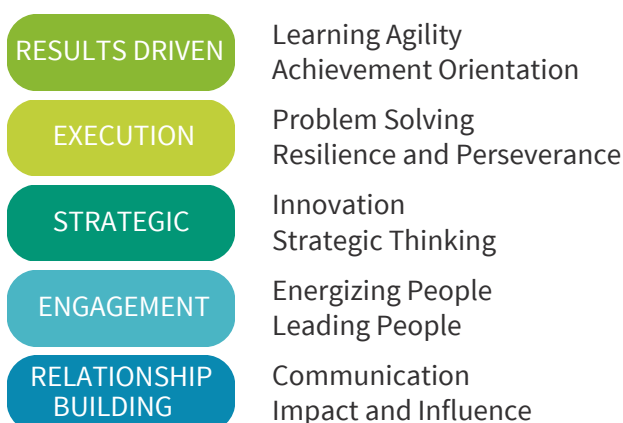 RESULTS DRIVEN
Learning Agility
Achievement Orientation
EXECUTION
Problem Solving
Resilience and Perseverance
STRATEGIC
Innovation
Strategic Thinking
ENGAGEMENT
Energizing People
Leading People
RELATIONSHIP
BUILDING
Communication
Impact and Influence